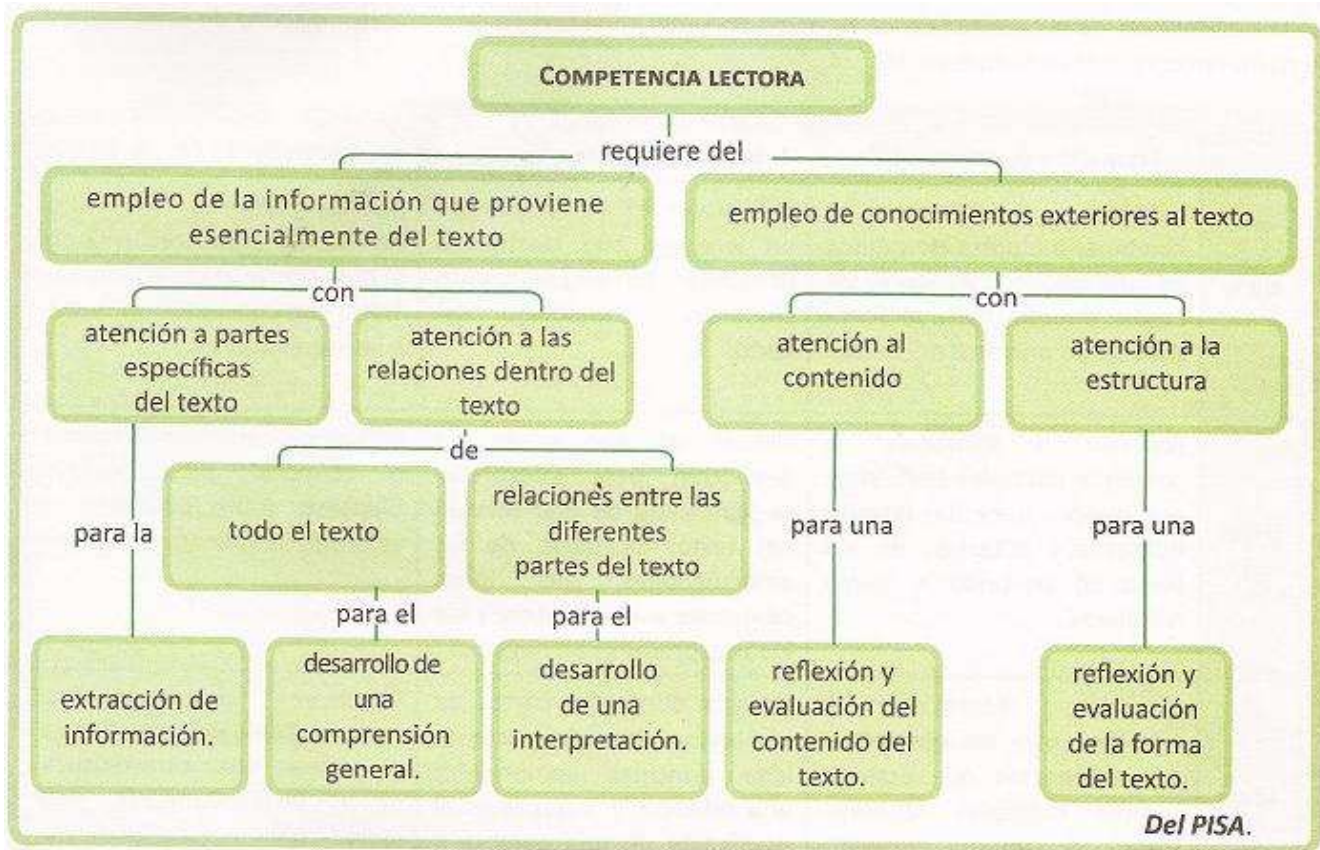 COMPETENCIA LECTORA
requiere del
empleo de la información que proviene
esencialmente del texto
empleo de conocimientos exteriores al texto
con
con
atención a partes
específicas
del texto
atención a las
relaciones dentro del
texto
atención al
contenido
atención a la
estructura
de
para la
todo el texto
relaciones entre las
diferentes
partes del texto
para una
para una
para el
para el
extracción de
información.
desarrollo de
una
comprensión
general.
desarrollo
de una
interpretación.
reflexión y
evaluación del
contenido del
texto.
reflexión y
evaluación
de la forma
del texto.
Del PISA.